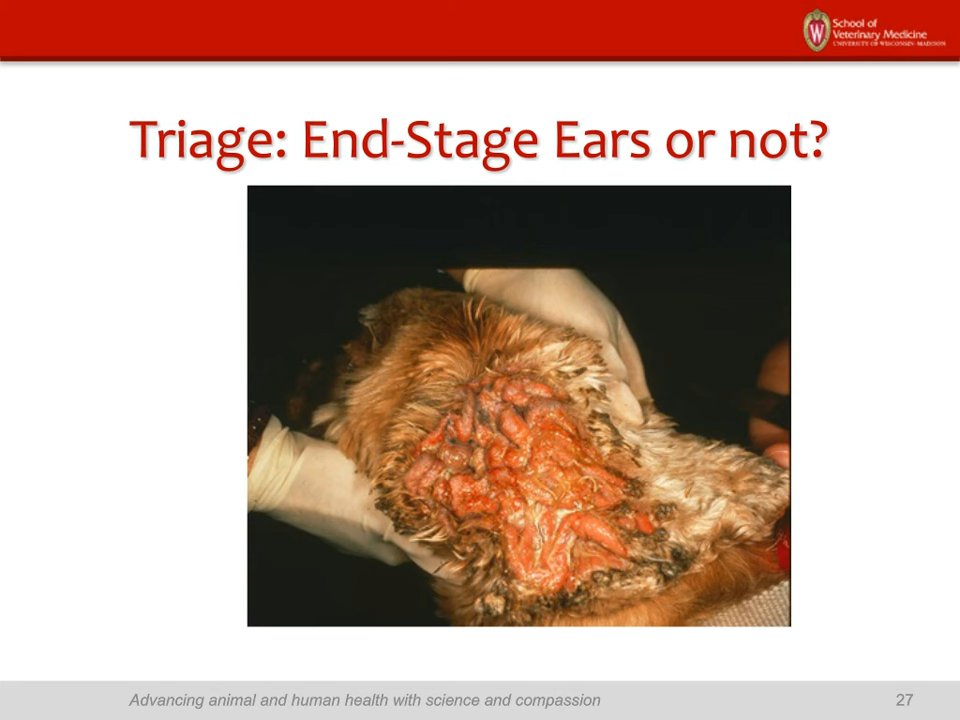 School of
Veterinary Medicine
UNIVERSITY OF WISCONSIN-MADISON
Triage: End-Stage Ears or not?
Advancing animal and human health with science and compassion
27